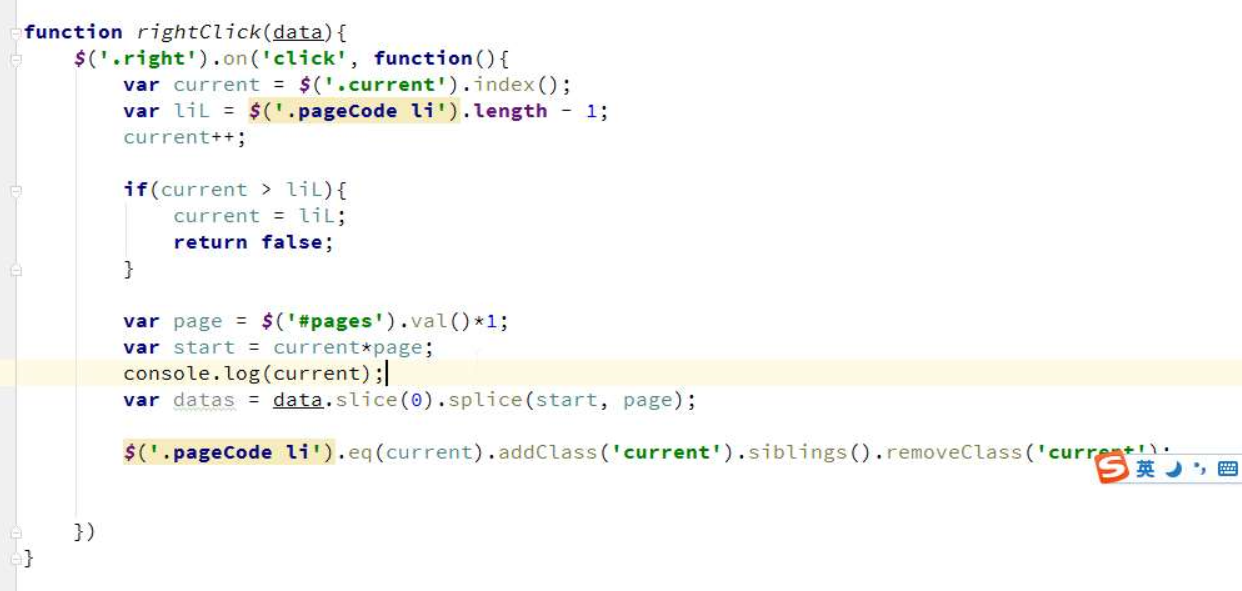 function rightClick(data){
$('.right').on('click', function(){
var current = $('.current').index();
var liL = $('.pageCode li').length - 1;
current++;
if(current > liL){
current = liL;
return false;
}
var page = $('#pages').val()*1;
var start = current*page;
console.log(current);
var datas = data.slice(0).splice(start, page);
$('.pageCode li').eq(current).addClass('current').siblings().removeClass('current');
英
})
}